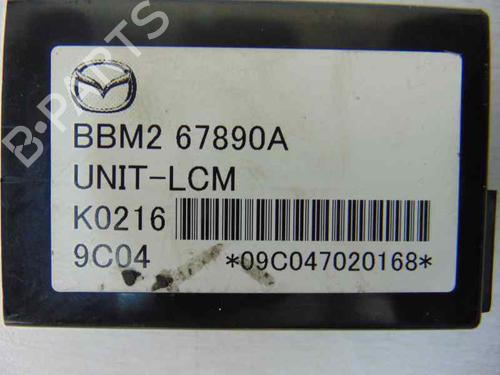 BBM2 67890A
UNIT-LCM
K0216
9C04 *09C047020168*
B-PARTS